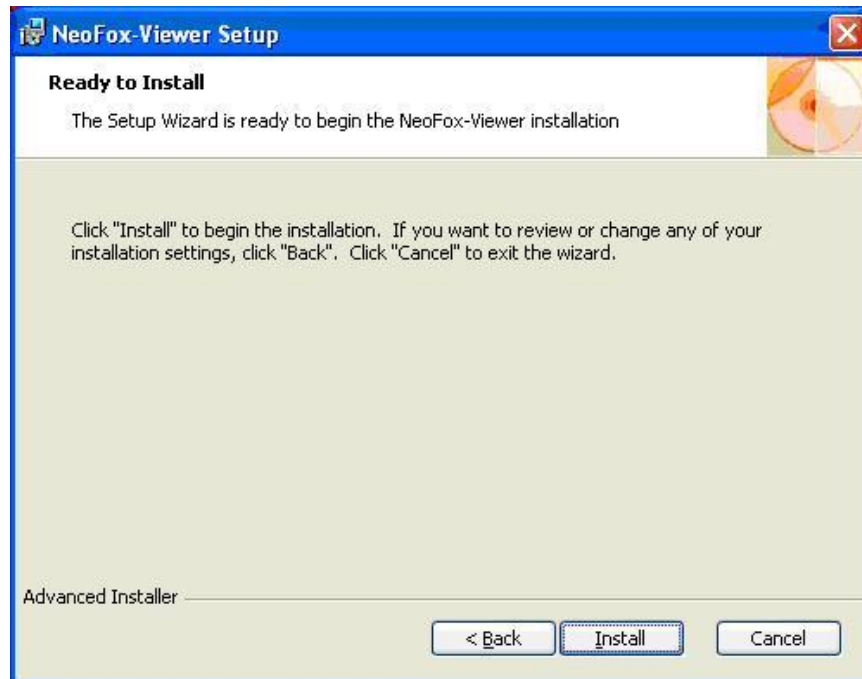 NeoFox-Viewer Setup
Ready to Install
The Setup Wizard is ready to begin the NeoFox-Viewer installation
Click "Install" to begin the installation.  If you want to review or change any of your
installation settings, click "Back".  Click "Cancel" to exit the wizard.
Advanced Installer
< Back Install Cancel